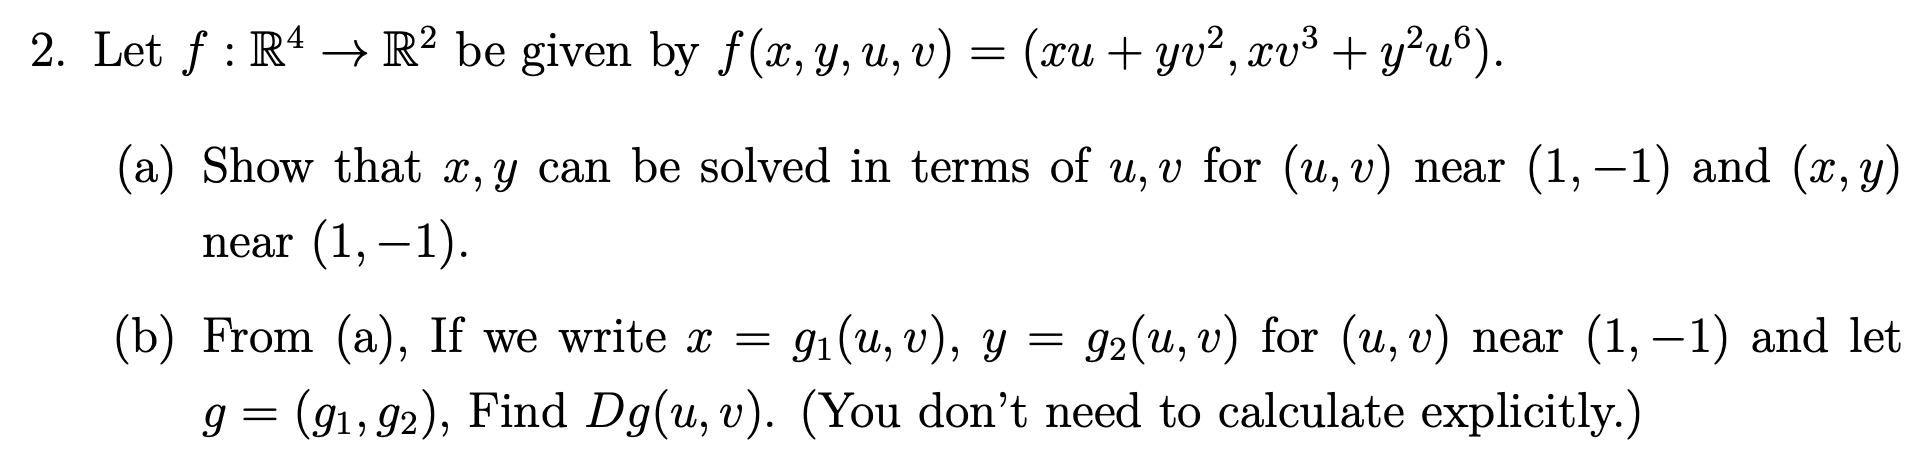 2. Let f : ℝ⁴ → ℝ² be given by f(x, y, u, v) = (xu + yv², xv³ + y²u⁶).
(a) Show that x, y can be solved in terms of u, v for (u, v) near (1, −1) and (x, y)
near (1, −1).
(b) From (a), If we write x = g₁(u, v), y = g₂(u, v) for (u, v) near (1, −1) and let
g = (g₁, g₂), Find Dg(u, v). (You don't need to calculate explicitly.)